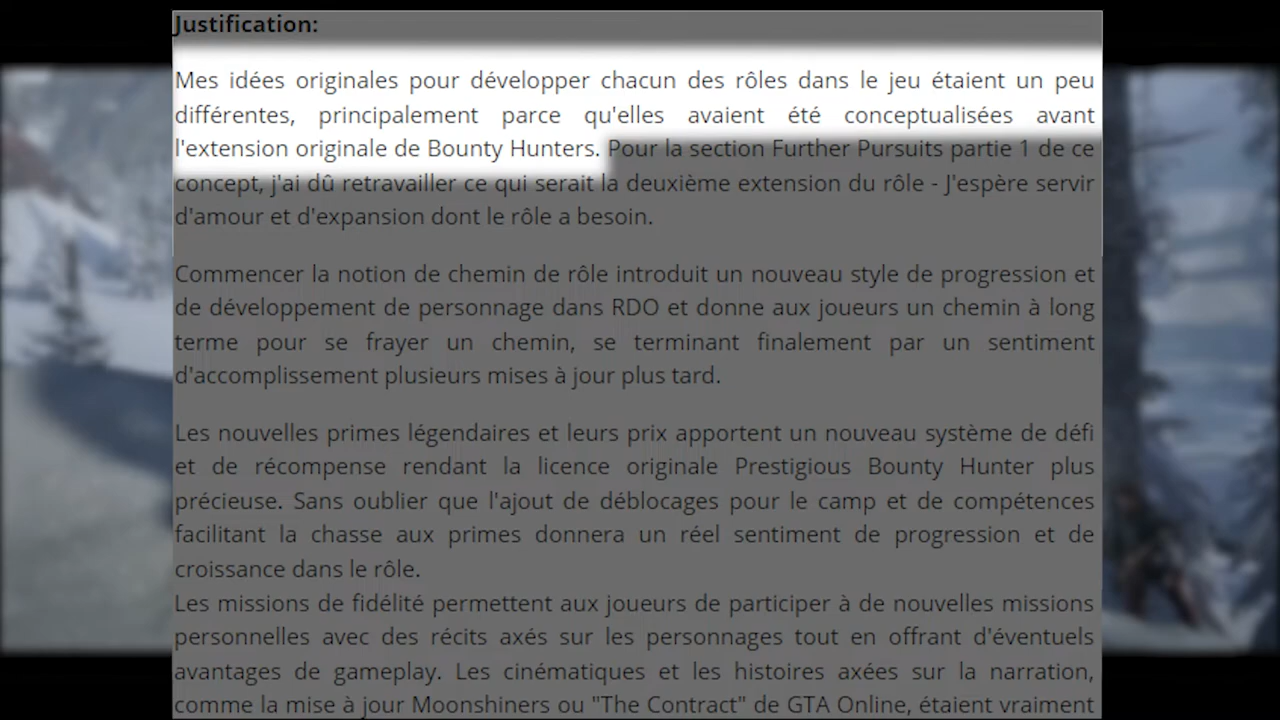 Justification:
Mes idées originales pour développer chacun des rôles dans le jeu étaient un peu
différentes, principalement parce qu'elles avaient été conceptualisées avant
l'extension originale de Bounty Hunters. Pour la section Further Pursuits partie 1 de ce
concept, j'ai dû retravailler ce qui serait la deuxième extension du rôle - J'espère servir
d'amour et d'expansion dont le rôle a besoin.
Commencer la notion de chemin de rôle introduit un nouveau style de progression et
de développement de personnage dans RDO et donne aux joueurs un chemin à long
terme pour se frayer un chemin, se terminant finalement par un sentiment
d'accomplissement plusieurs mises à jour plus tard.
Les nouvelles primes légendaires et leurs prix apportent un nouveau système de défi
et de récompense rendant la licence originale Prestigious Bounty Hunter plus
précieuse. Sans oublier que l'ajout de déblocages pour le camp et de compétences
facilitant la chasse aux primes donnera un réel sentiment de progression et de
croissance dans le rôle.
Les missions de fidélité permettent aux joueurs de participer à de nouvelles missions
personnelles avec des récits axés sur les personnages tout en offrant d'éventuels
avantages de gameplay. Les cinématiques et les histoires axées sur la narration,
comme la mise à jour Moonshiners ou "The Contract" de GTA Online, étaient vraiment